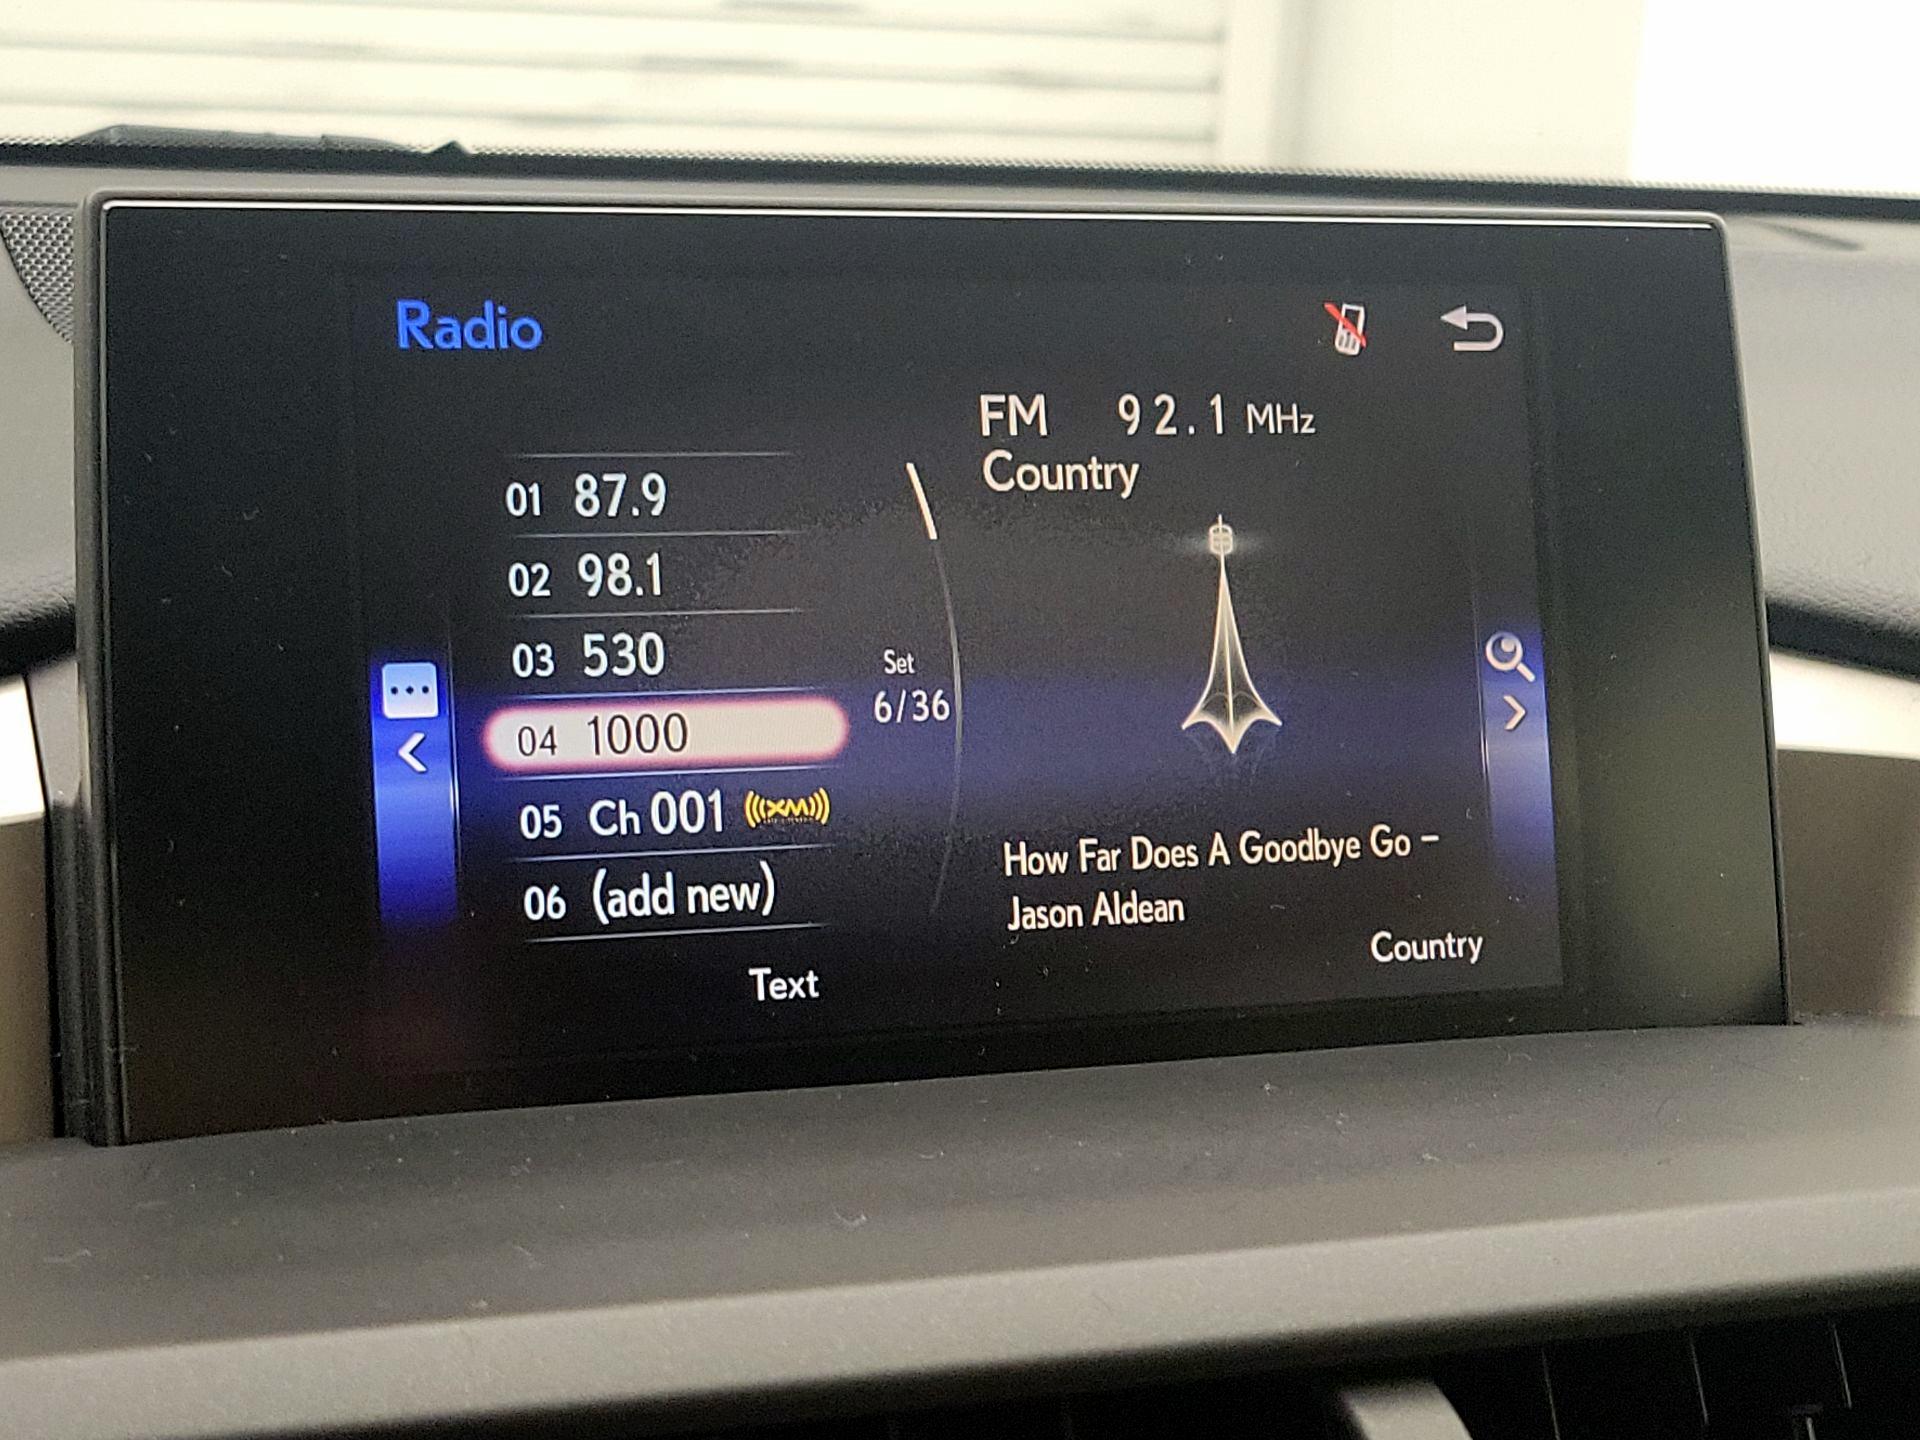 Radio
FM 92.1 MHz
Country
01 87.9
02 98.1
03 530
04 1000
05 Ch 001 XM
06 (add new)
Set
6/36
How Far Does A Goodbye Go –
Jason Aldean
Country
Text